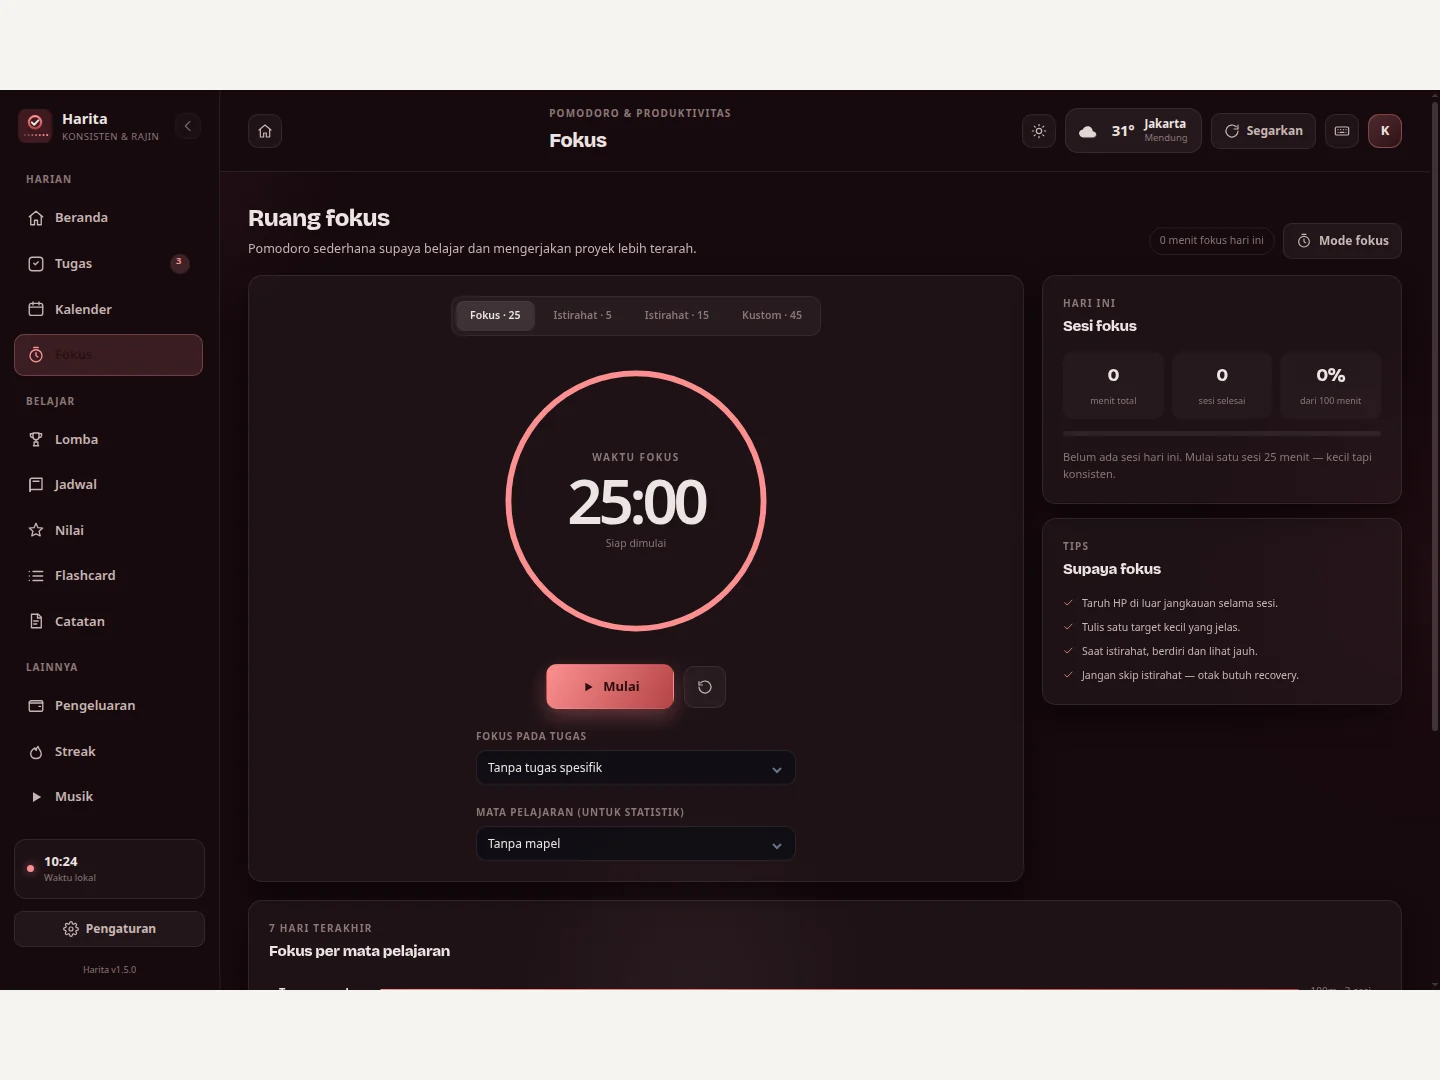 Harita
KONSISTEN & RAJIN
HARIAN
Beranda
Tugas
3
Kalender
Fokus
BELAJAR
Lomba
Jadwal
Nilai
Flashcard
Catatan
LAINNYA
Pengeluaran
Streak
Musik
10:24
Waktu lokal
Pengaturan
Harita v1.5.0
POMODORO & PRODUKTIVITAS
Fokus
31°
Jakarta
Mendung
Segarkan
K
Ruang fokus
Pomodoro sederhana supaya belajar dan mengerjakan proyek lebih terarah.
0 menit fokus hari ini
Mode fokus
Fokus · 25
Istirahat · 5
Istirahat · 15
Kustom · 45
WAKTU FOKUS
25:00
Siap dimulai
Mulai
FOKUS PADA TUGAS
Tanpa tugas spesifik
MATA PELAJARAN (UNTUK STATISTIK)
Tanpa mapel
HARI INI
Sesi fokus
0
menit total
0
sesi selesai
0%
dari 100 menit
Belum ada sesi hari ini. Mulai satu sesi 25 menit — kecil tapi
konsisten.
TIPS
Supaya fokus
Taruh HP di luar jangkauan selama sesi.
Tulis satu target kecil yang jelas.
Saat istirahat, berdiri dan lihat jauh.
Jangan skip istirahat — otak butuh recovery.
7 HARI TERAKHIR
Fokus per mata pelajaran